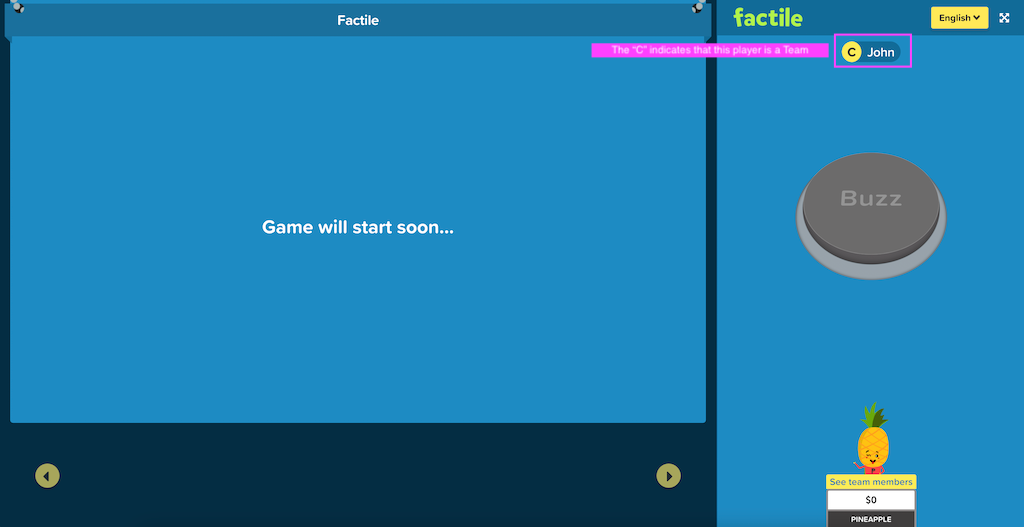 Factile
factile
English
The "C" indicates that this player is a Team
C John
Buzz
Game will start soon...
See team members
$0
PINEAPPLE